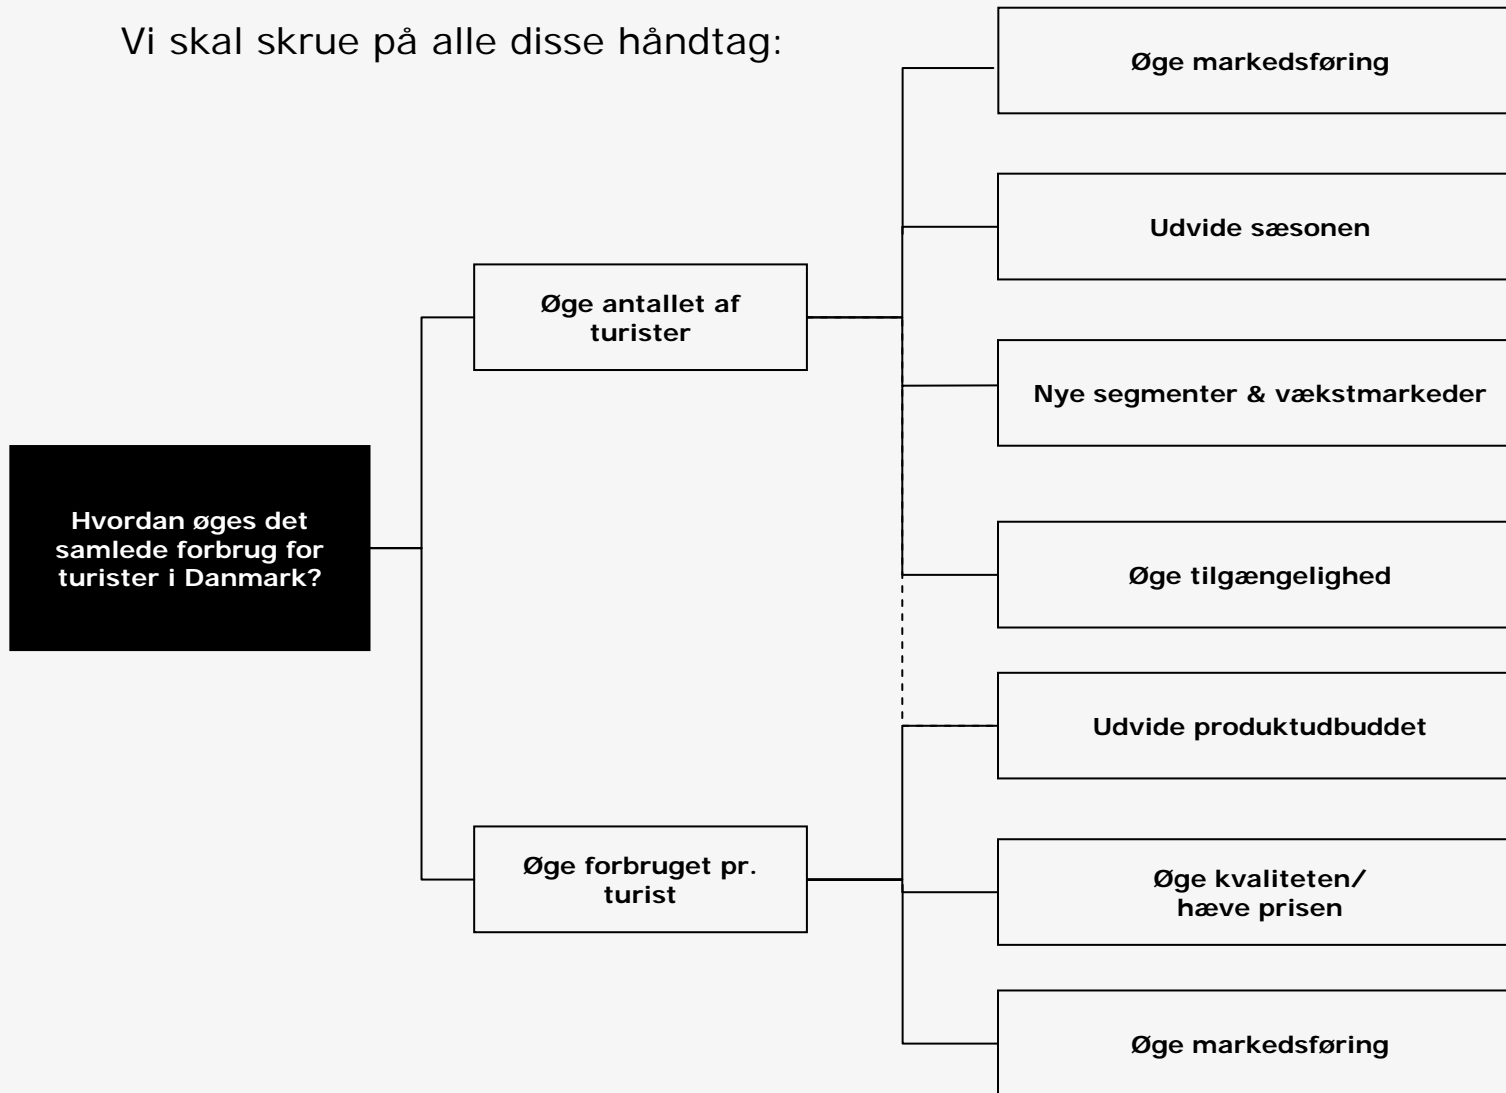 Vi skal skrue på alle disse håndtag:
Hvordan øges det
samlede forbrug for
turister i Danmark?
Øge antallet af
turister
Øge forbruget pr.
turist
Øge markedsføring
Udvide sæsonen
Nye segmenter & vækstmarkeder
Øge tilgængelighed
Udvide produktudbuddet
Øge kvaliteten/
hæve prisen
Øge markedsføring